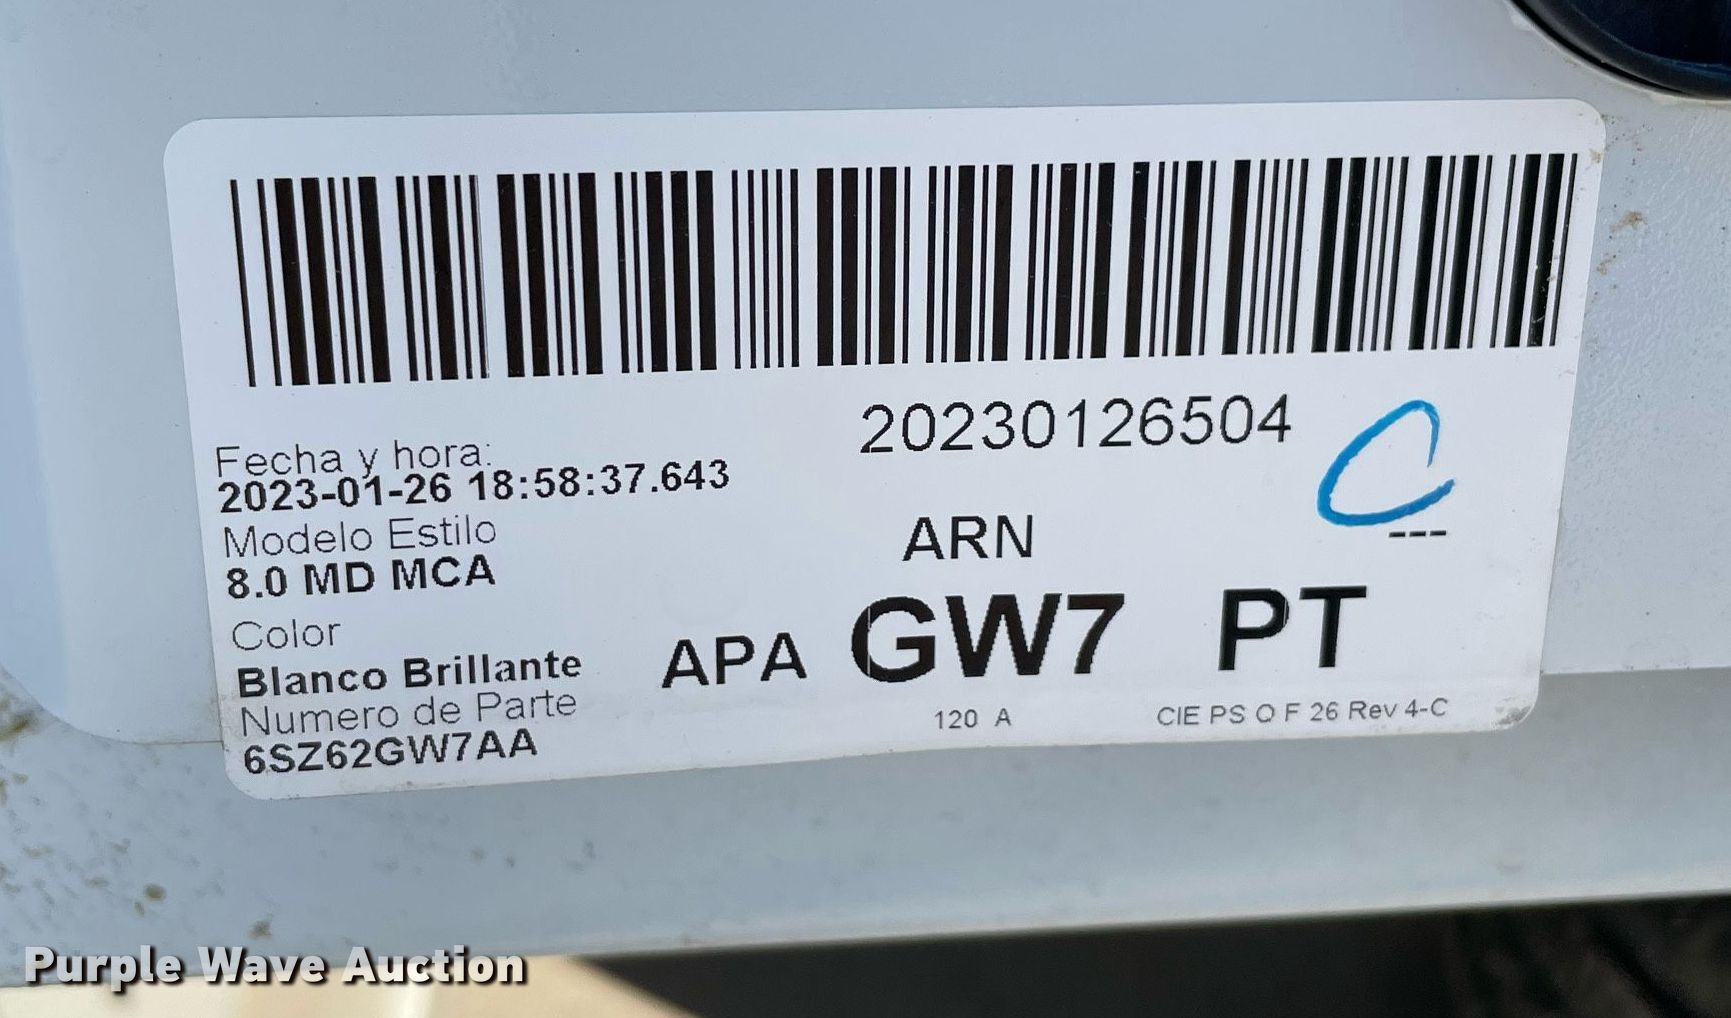 20230126504
Fecha y hora:
2023-01-26 18:58:37.643
C
Modelo Estilo
ARN
---
8.0 MD MCA
Color
Blanco Brillante
APA GW7 PT
Numero de Parte
6SZ62GW7AA
120 A
CIE PS O F 26 Rev 4-C
Purple Wave Auction